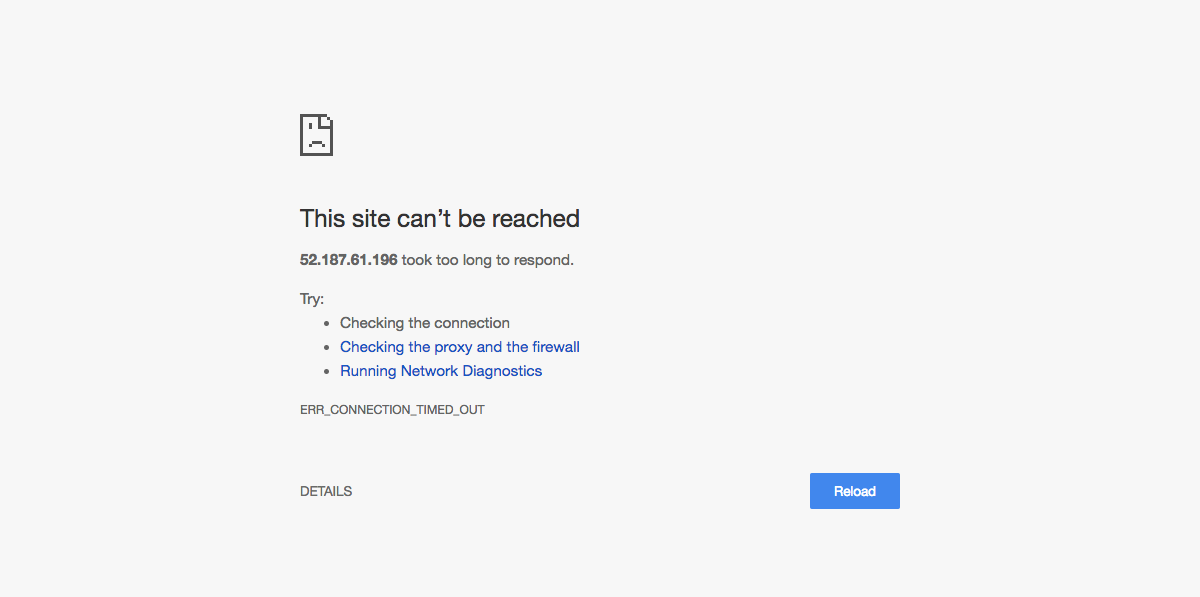 This site can’t be reached
52.187.61.196 took too long to respond.
Try:
Checking the connection
Checking the proxy and the firewall
Running Network Diagnostics
ERR_CONNECTION_TIMED_OUT
DETAILS
Reload